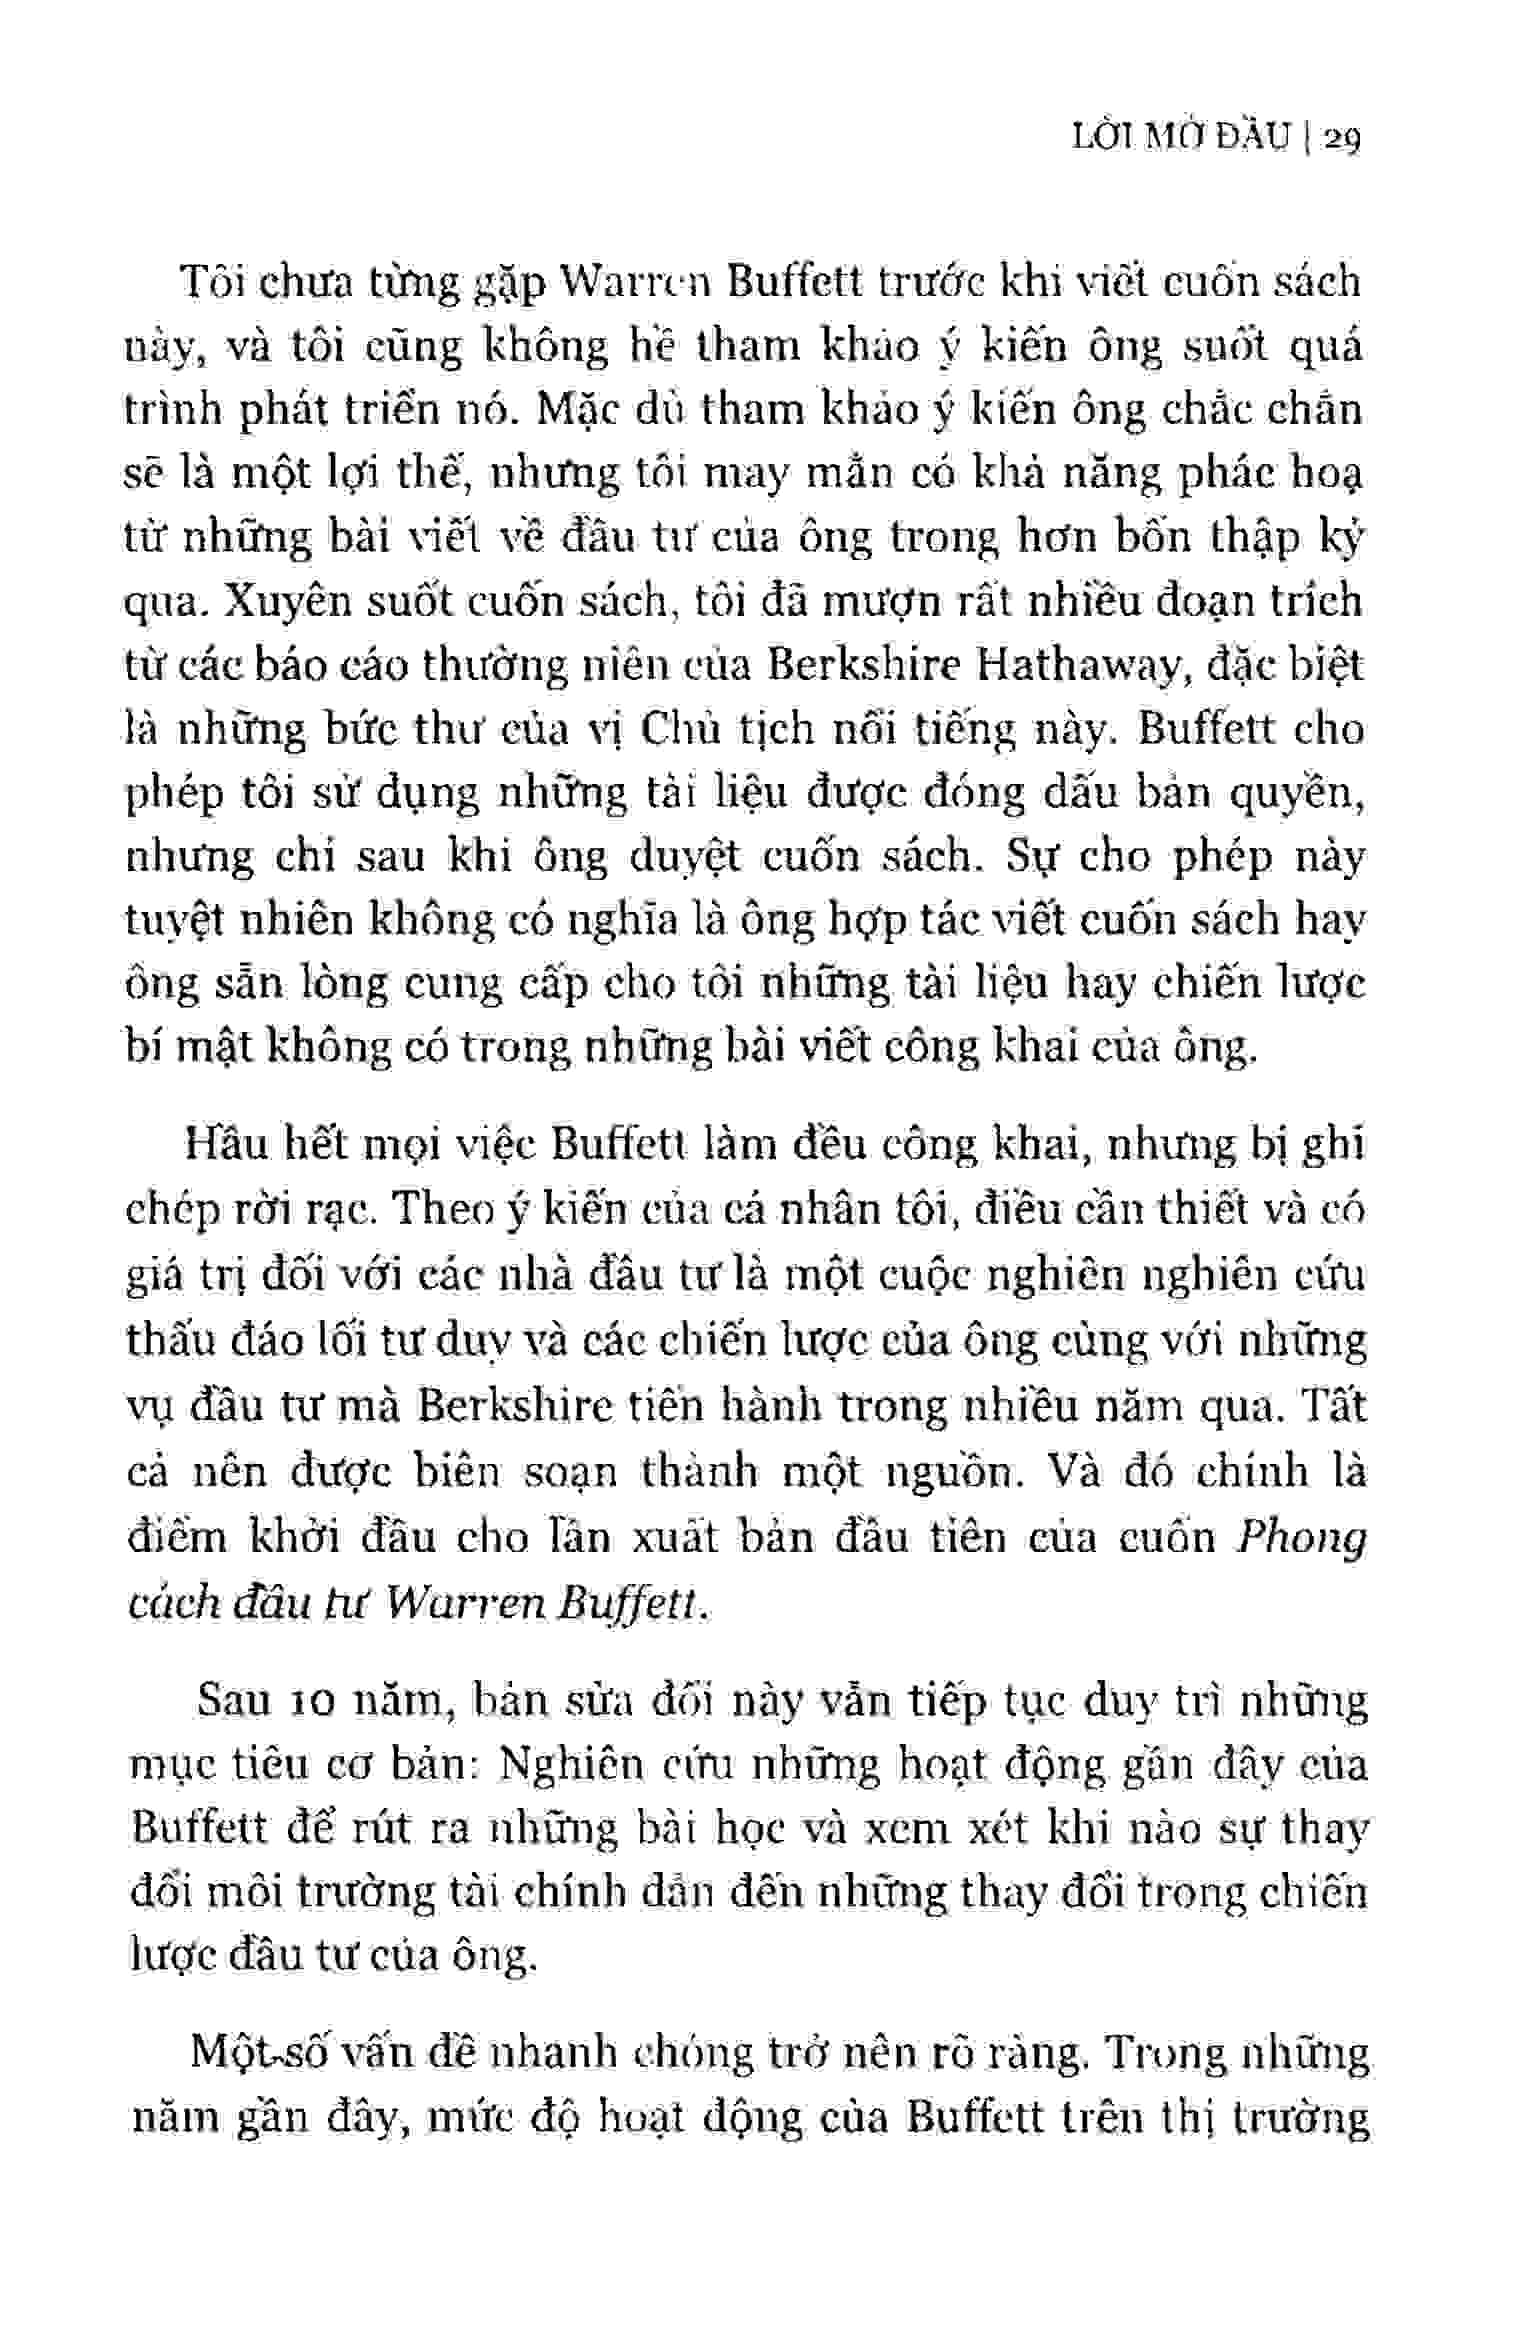 LỜI MỞ ĐẦU | 29
Tôi chưa từng gặp Warren Buffett trước khi viết cuốn sách
này, và tôi cũng không hề tham khảo ý kiến ông suốt quá
trình phát triển nó. Mặc dù tham khảo ý kiến ông chắc chắn
sẽ là một lợi thế, nhưng tôi may mắn có khả năng phác hoạ
từ những bài viết về đầu tư của ông trong hơn bốn thập kỷ
qua. Xuyên suốt cuốn sách, tôi đã mượn rất nhiều đoạn trích
từ các báo cáo thường niên của Berkshire Hathaway, đặc biệt
là những bức thư của vị Chủ tịch nổi tiếng này. Buffett cho
phép tôi sử dụng những tài liệu được đóng dấu bản quyền,
nhưng chỉ sau khi ông duyệt cuốn sách. Sự cho phép này
tuyệt nhiên không có nghĩa là ông hợp tác viết cuốn sách hay
ông sẵn lòng cung cấp cho tôi những tài liệu hay chiến lược
bí mật không có trong những bài viết công khai của ông.
Hầu hết mọi việc Buffett làm đều công khai, nhưng bị ghi
chép rời rạc. Theo ý kiến của cá nhân tôi, điều cần thiết và có
giá trị đối với các nhà đầu tư là một cuộc nghiên nghiên cứu
thấu đáo lối tư duy và các chiến lược của ông cùng với những
vụ đầu tư mà Berkshire tiến hành trong nhiều năm qua. Tất
cả nên được biên soạn thành một nguồn. Và đó chính là
điểm khởi đầu cho lần xuất bản đầu tiên của cuốn Phong
cách đầu tư Warren Buffett.
Sau 10 năm, bản sửa đổi này vẫn tiếp tục duy trì những
mục tiêu cơ bản: Nghiên cứu những hoạt động gần đây của
Buffett để rút ra những bài học và xem xét khi nào sự thay
đổi môi trường tài chính dẫn đến những thay đổi trong chiến
lược đầu tư của ông.
Một số vấn đề nhanh chóng trở nên rõ ràng. Trong những
năm gần đây, mức độ hoạt động của Buffett trên thị trường